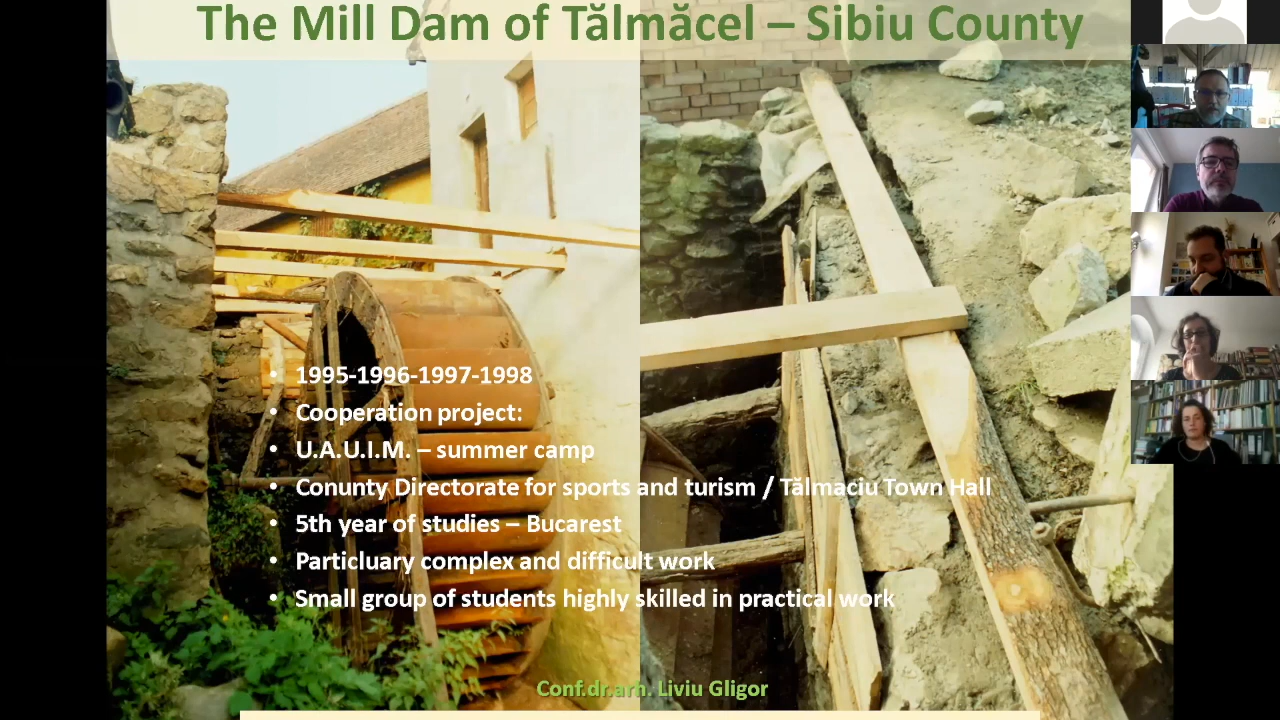 The Mill Dam of Tălmăcel – Sibiu County
• 1995-1996-1997-1998
• Cooperation project:
• U.A.U.I.M. – summer camp
• Conunty Directorate for sports and turism / Tălmaciu Town Hall
• 5th year of studies – Bucarest
• Particluary complex and difficult work
• Small group of students highly skilled in practical work
Conf.dr.arh. Liviu Gligor